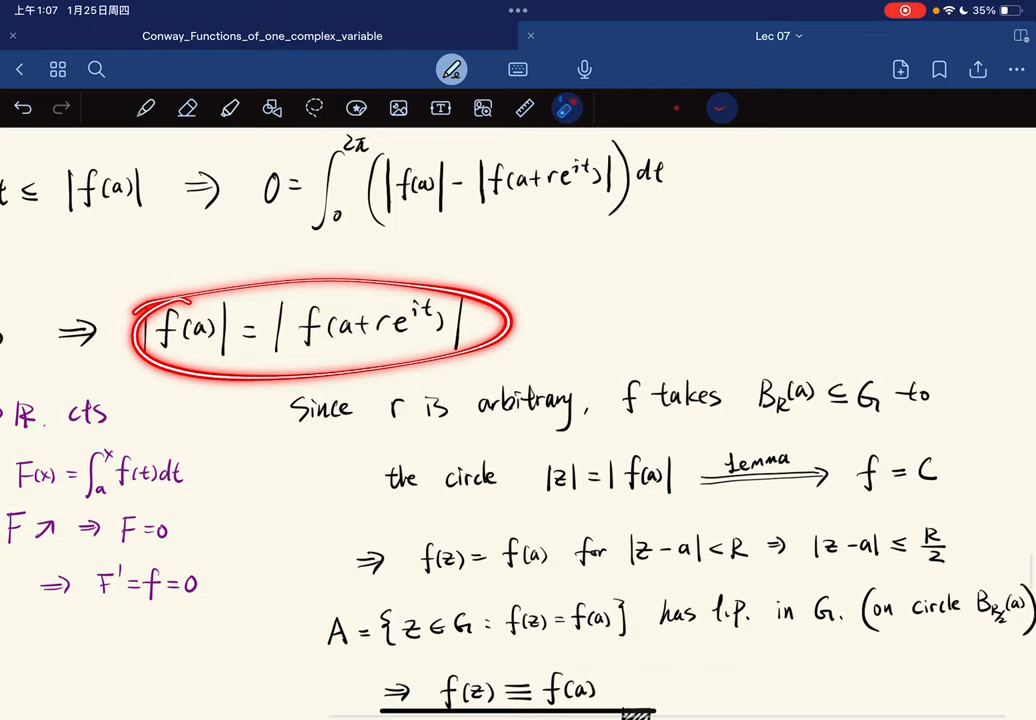 上午1:07 1月25日周四
35%
Conway_Functions_of_one_complex_variable
Lec 07
t ≤ |f(a)| ⇒ 0 = ∫₀^{2π} (|f(a)| - |f(a+re^{it})|) dt
⇒ |f(a)| = |f(a+re^{it})|
Since r is arbitrary, f takes B_R(a) ⊆ G to
the circle |z| = |f(a)| lemma ⟹ f = C
⇒ f(z) = f(a) for |z-a| < R ⇒ |z-a| ≤ R/2
A = {z ∈ G : f(z) = f(a)} has l.p. in G. (on circle B_{R/2}(a))
⇒ f(z) ≡ f(a)
ℝ. cts
F(x) = ∫ₐˣ f(t)dt
F ↗ ⇒ F = 0
⇒ F' = f = 0